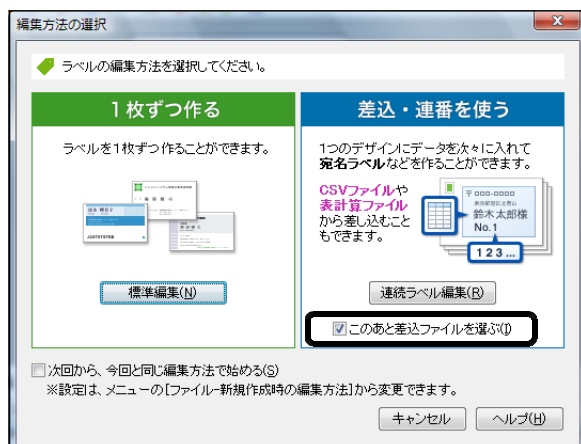 編集方法の選択
ラベルの編集方法を選択してください。
1枚ずつ作る
ラベルを1枚ずつ作ることができます。
JUSTSYSTEM
標準編集(N)
差込・連番を使う
1つのデザインにデータを次々に入れて
宛名ラベルなどを作ることができます。
CSVファイルや
表計算ファイル
から差し込むこと
もできます。
〒000-0000
鈴木太郎様
No.1
1 2 3 ...
連続ラベル編集(R)
このあと差込ファイルを選ぶ(I)
次回から、今回と同じ編集方法で始める(S)
※設定は、メニューの[ファイル-新規作成時の編集方法]から変更できます。
キャンセル
ヘルプ(H)